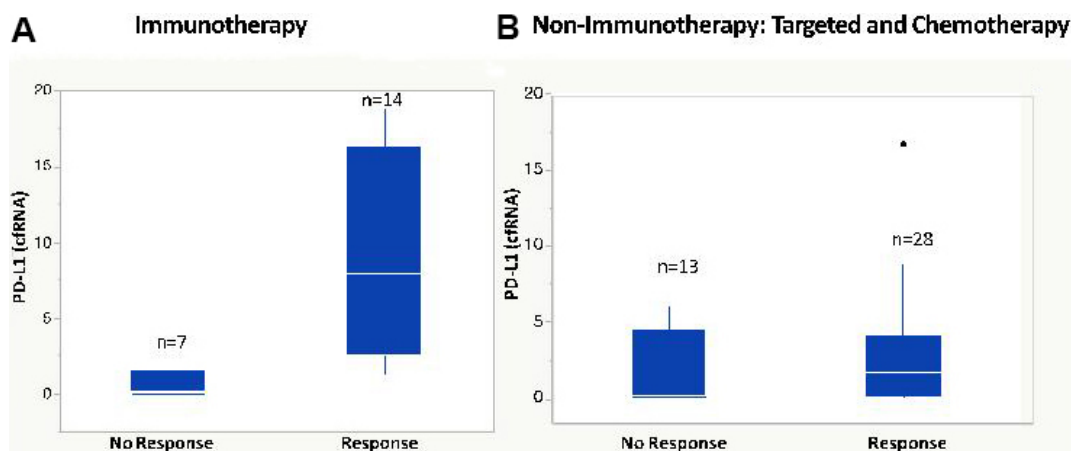 A Immunotherapy
PD-L1 (cfRNA)
20
15
10
5
0
n=7
n=14
No Response
Response
B Non-Immunotherapy: Targeted and Chemotherapy
PD-L1 (cfRNA)
20
15
10
5
0
n=13
n=28
No Response
Response